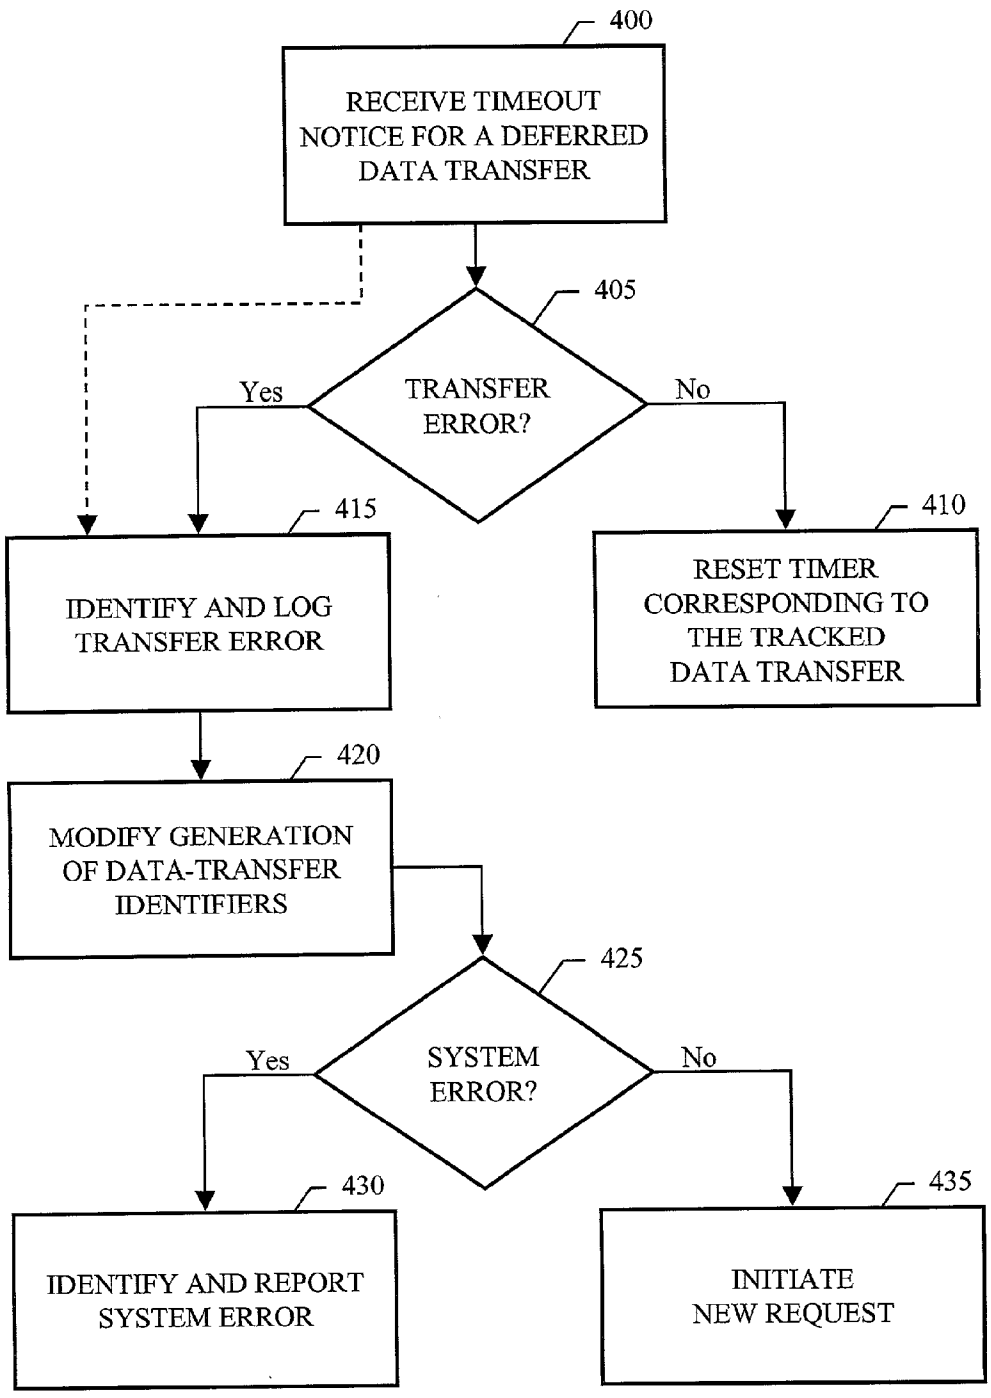 400
RECEIVE TIMEOUT
NOTICE FOR A DEFERRED
DATA TRANSFER
405
TRANSFER
ERROR?
Yes
No
415
IDENTIFY AND LOG
TRANSFER ERROR
410
RESET TIMER
CORRESPONDING TO
THE TRACKED
DATA TRANSFER
420
MODIFY GENERATION
OF DATA-TRANSFER
IDENTIFIERS
425
SYSTEM
ERROR?
Yes
No
430
IDENTIFY AND REPORT
SYSTEM ERROR
435
INITIATE
NEW REQUEST